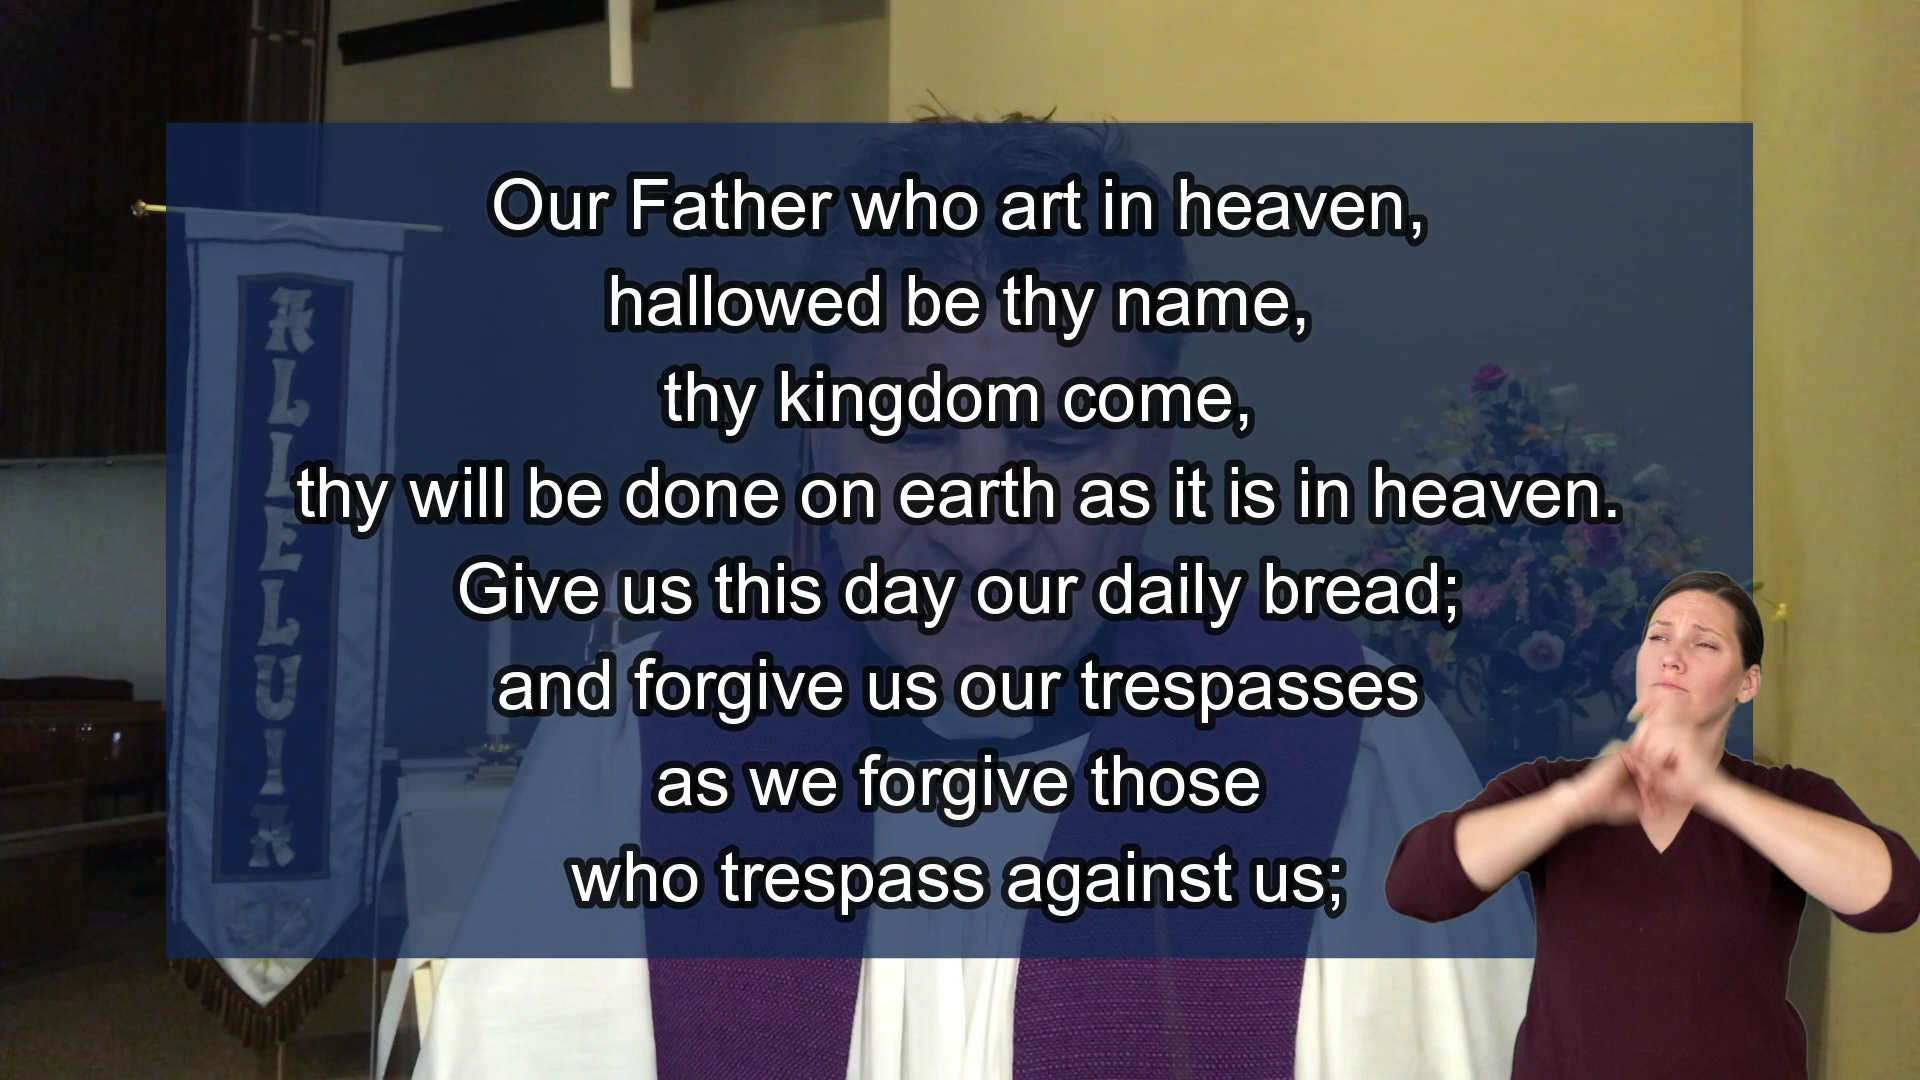 Our Father who art in heaven,
hallowed be thy name,
thy kingdom come,
thy will be done on earth as it is in heaven.
Give us this day our daily bread;
and forgive us our trespasses
as we forgive those
who trespass against us;
ALLELUIA